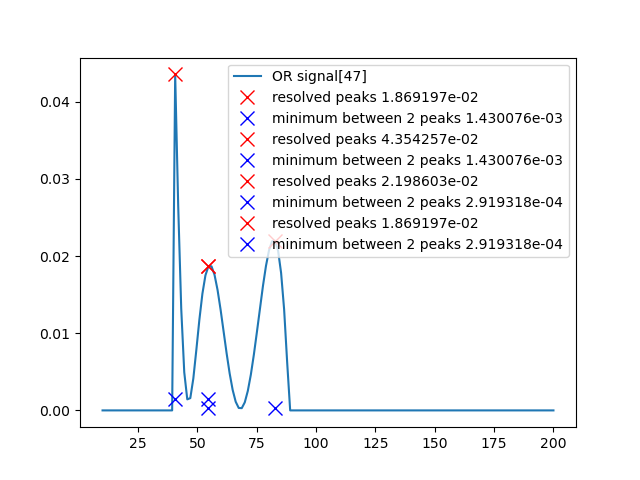 OR signal[47]
resolved peaks 1.869197e-02
minimum between 2 peaks 1.430076e-03
resolved peaks 4.354257e-02
minimum between 2 peaks 1.430076e-03
resolved peaks 2.198603e-02
minimum between 2 peaks 2.919318e-04
resolved peaks 1.869197e-02
minimum between 2 peaks 2.919318e-04
0.04
0.03
0.02
0.01
0.00
25 50 75 100 125 150 175 200